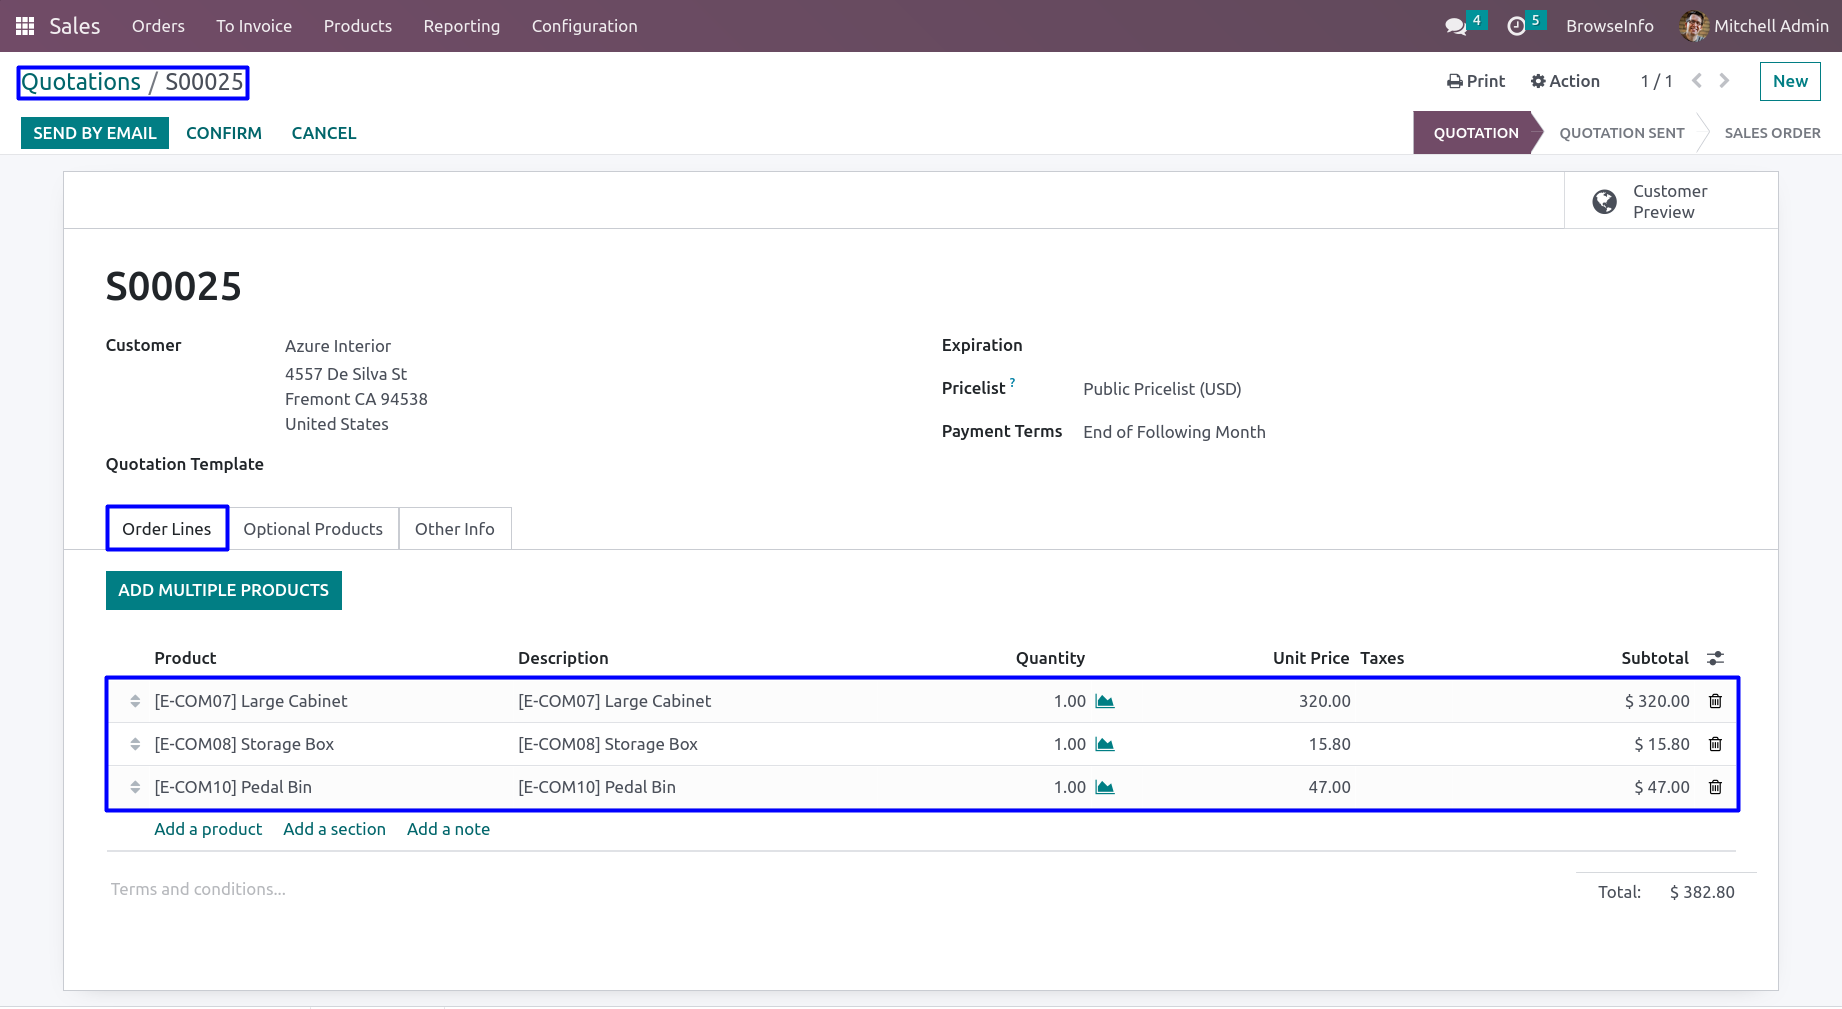 Sales Orders To Invoice Products Reporting Configuration 4 5 BrowseInfo Mitchell Admin
Quotations / S00025 Print Action 1 / 1 New
SEND BY EMAIL CONFIRM CANCEL QUOTATION QUOTATION SENT SALES ORDER
Customer
Preview
S00025
Customer Azure Interior Expiration
4557 De Silva St
Fremont CA 94538
United States
Pricelist ? Public Pricelist (USD)
Payment Terms End of Following Month
Quotation Template
Order Lines Optional Products Other Info
ADD MULTIPLE PRODUCTS
Product Description Quantity Unit Price Taxes Subtotal
[E-COM07] Large Cabinet [E-COM07] Large Cabinet 1.00 320.00 $ 320.00
[E-COM08] Storage Box [E-COM08] Storage Box 1.00 15.80 $ 15.80
[E-COM10] Pedal Bin [E-COM10] Pedal Bin 1.00 47.00 $ 47.00
Add a product Add a section Add a note
Terms and conditions... Total: $ 382.80